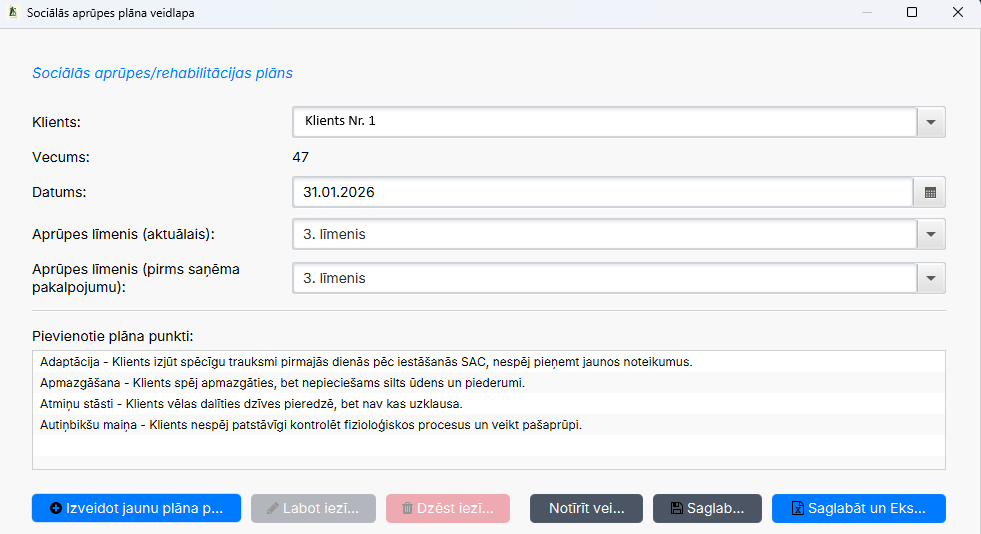 Sociālās aprūpes plāna veidlapa
Sociālās aprūpes/rehabilitācijas plāns
Klients: Klients Nr. 1
Vecums: 47
Datums: 31.01.2026
Aprūpes līmenis (aktuālais): 3. līmenis
Aprūpes līmenis (pirms saņēma
pakalpojumu): 3. līmenis
Pievienotie plāna punkti:
Adaptācija - Klients izjūt spēcīgu trauksmi pirmajās dienās pēc iestāšanās SAC, nespēj pieņemt jaunos noteikumus.
Apmazgāšana - Klients spēj apmazgāties, bet nepieciešams silts ūdens un piederumi.
Atmiņu stāsti - Klients vēlas dalīties dzīves pieredzē, bet nav kas uzklausa.
Autiņbikšu maiņa - Klients nespēj patstāvīgi kontrolēt fizioloģiskos procesus un veikt pašaprūpi.
Izveidot jaunu plāna p... Labot iezī... Dzēst iezī... Notīrīt vei... Saglab... Saglabāt un Eks...